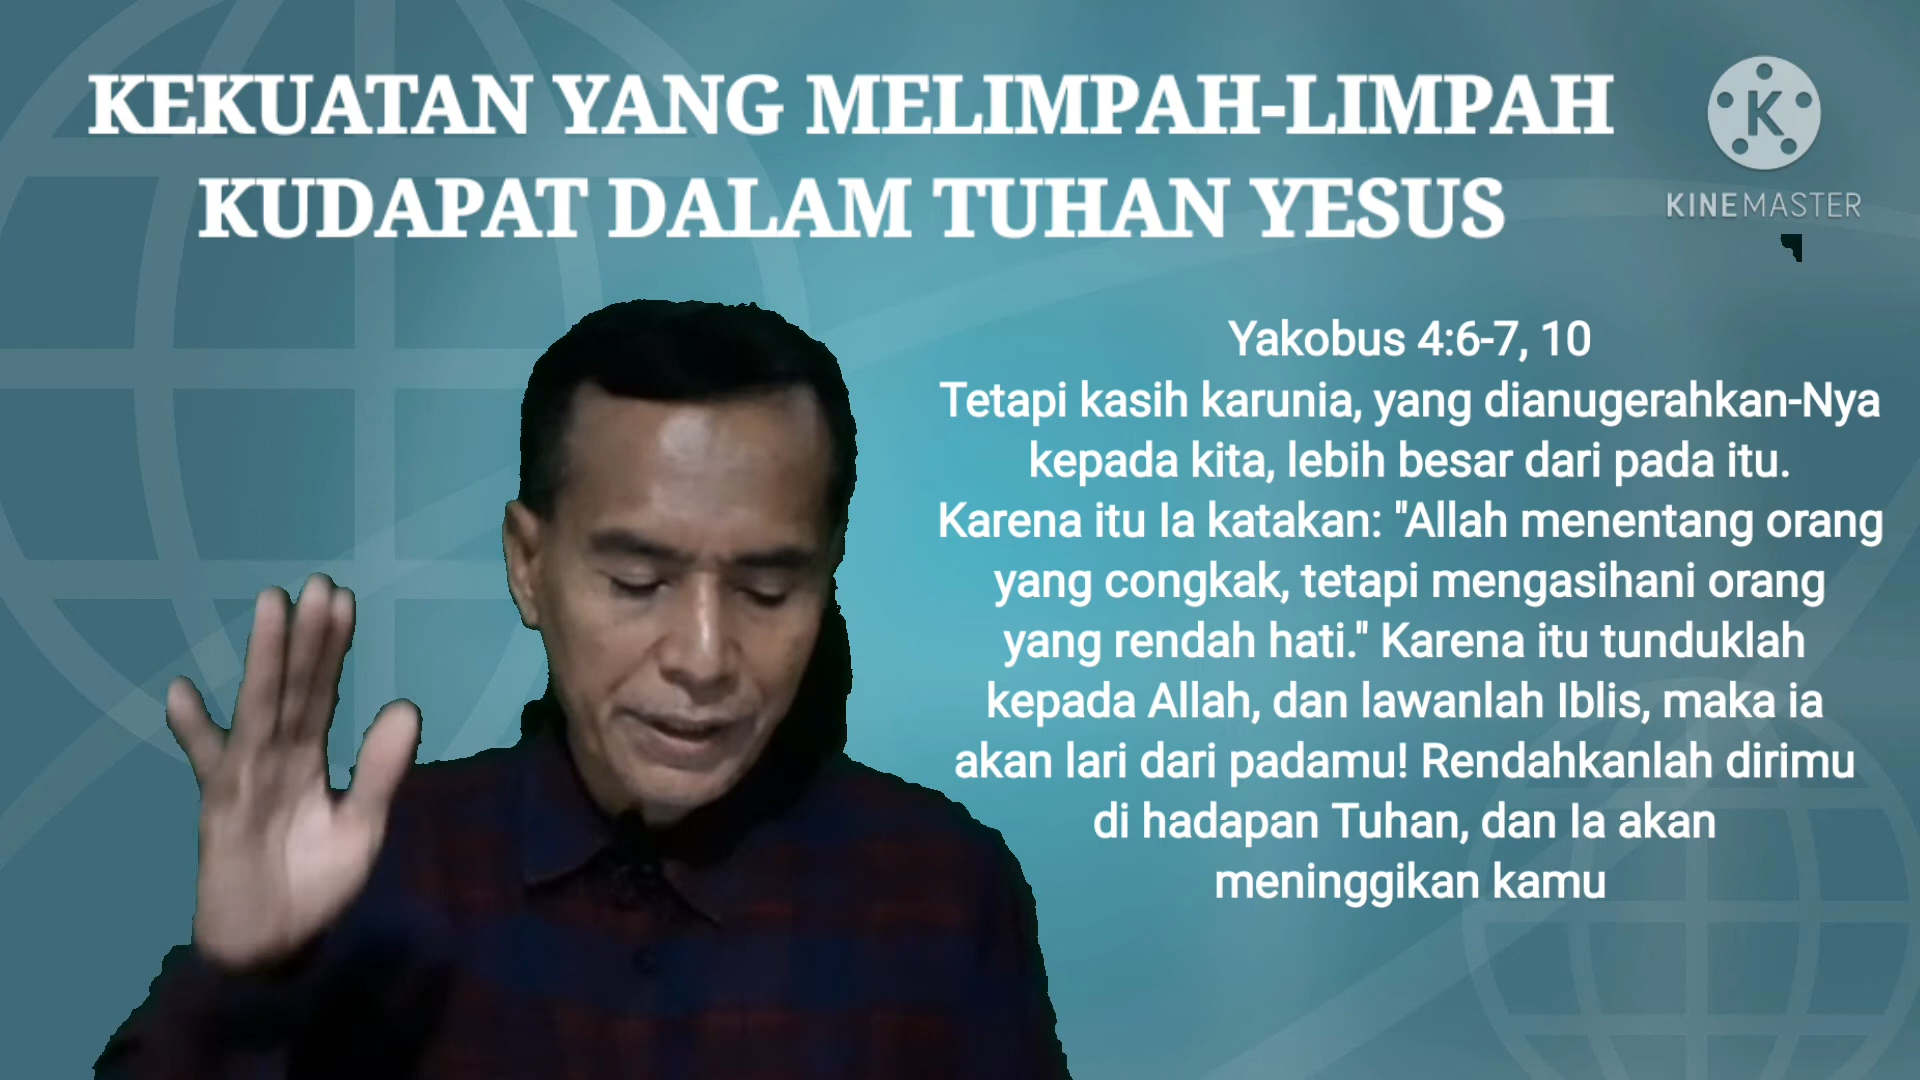 KEKUATAN YANG MELIMPAH-LIMPAH
KUDAPAT DALAM TUHAN YESUS
K
KINEMASTER
Yakobus 4:6-7, 10
Tetapi kasih karunia, yang dianugerahkan-Nya
kepada kita, lebih besar dari pada itu.
Karena itu Ia katakan: "Allah menentang orang
yang congkak, tetapi mengasihani orang
yang rendah hati." Karena itu tunduklah
kepada Allah, dan lawanlah Iblis, maka ia
akan lari dari padamu! Rendahkanlah dirimu
di hadapan Tuhan, dan Ia akan
meninggikan kamu